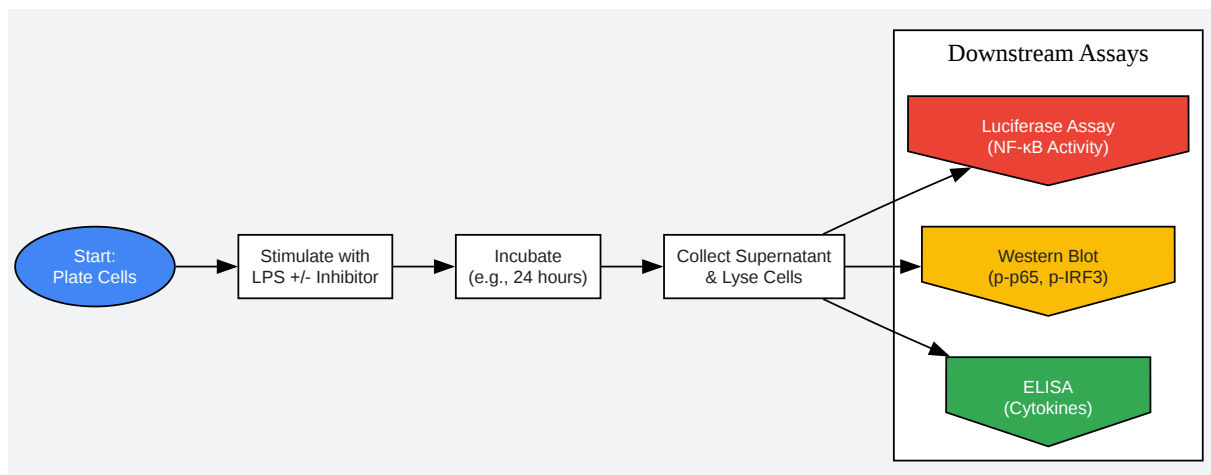 Start:
Plate Cells
Stimulate with
LPS +/- Inhibitor
Incubate
(e.g., 24 hours)
Collect Supernatant
& Lyse Cells
Downstream Assays
Luciferase Assay
(NF-κB Activity)
Western Blot
(p-p65, p-IRF3)
ELISA
(Cytokines)